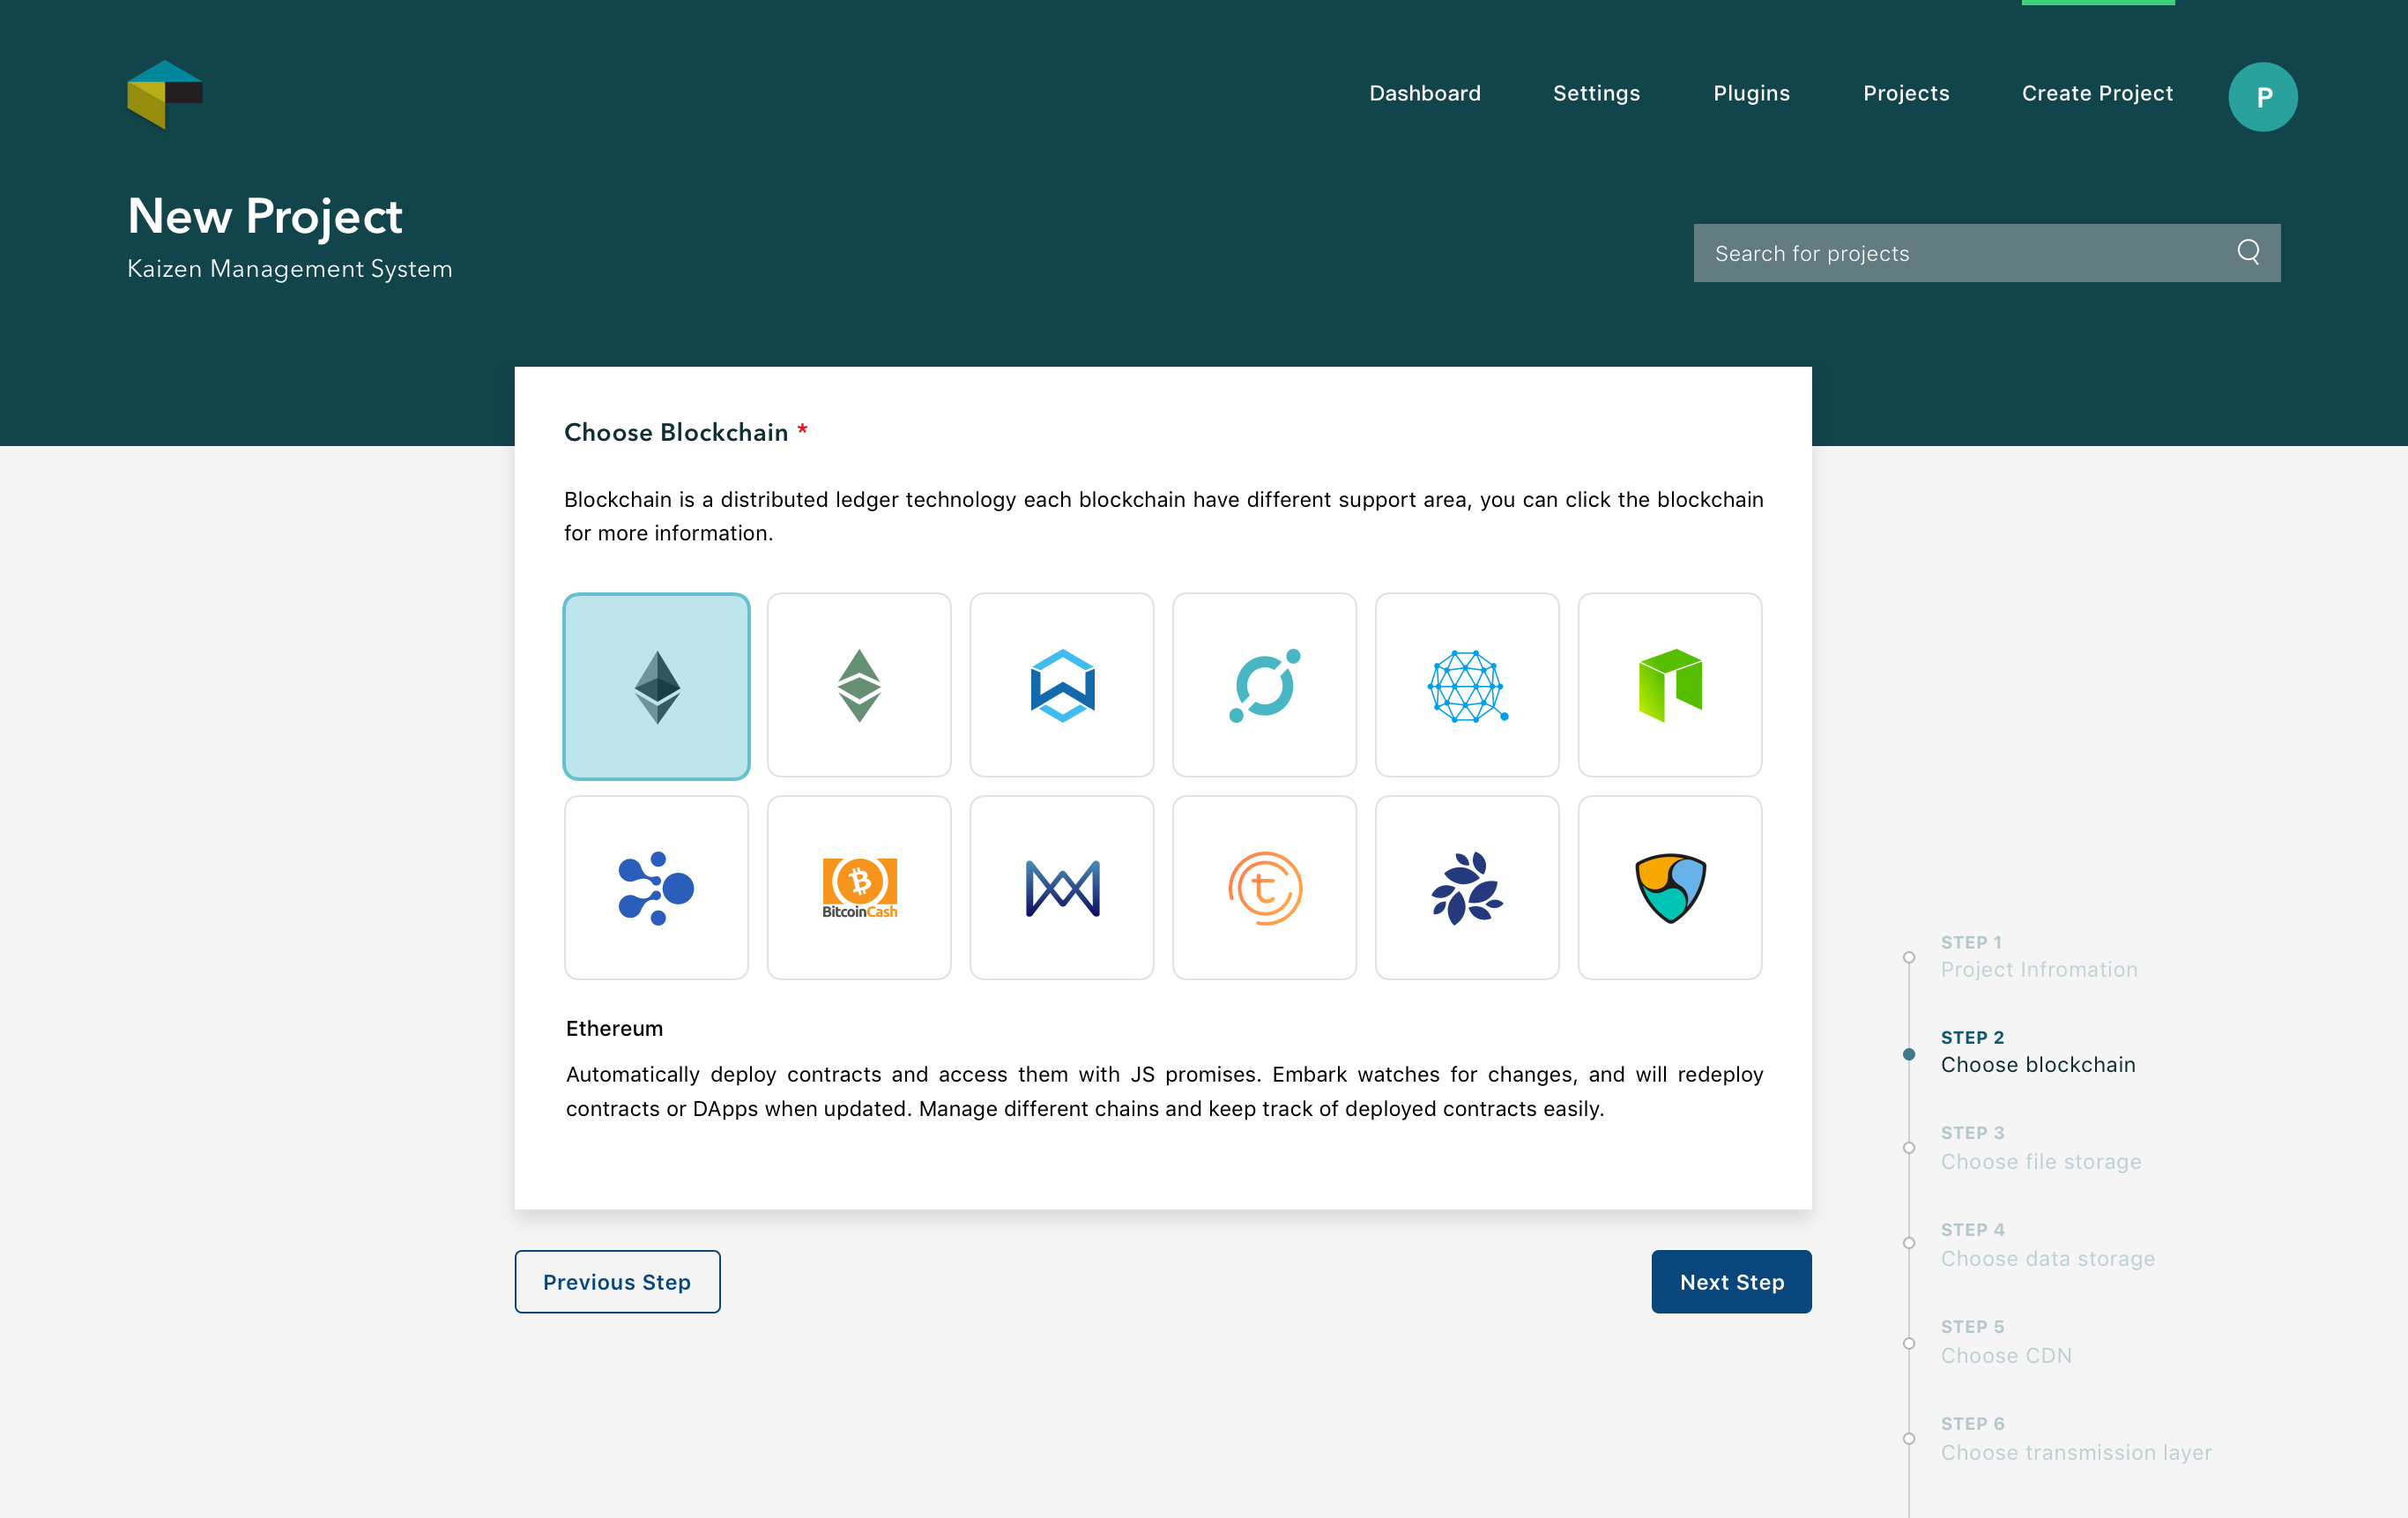 Dashboard
Settings
Plugins
Projects
Create Project
P
New Project
Kaizen Management System
Search for projects
Choose Blockchain *
Blockchain is a distributed ledger technology each blockchain have different support area, you can click the blockchain
for more information.
BitcoinCash
Ethereum
Automatically deploy contracts and access them with JS promises. Embark watches for changes, and will redeploy
contracts or DApps when updated. Manage different chains and keep track of deployed contracts easily.
Previous Step
Next Step
STEP 1
Project Infromation
STEP 2
Choose blockchain
STEP 3
Choose file storage
STEP 4
Choose data storage
STEP 5
Choose CDN
STEP 6
Choose transmission layer